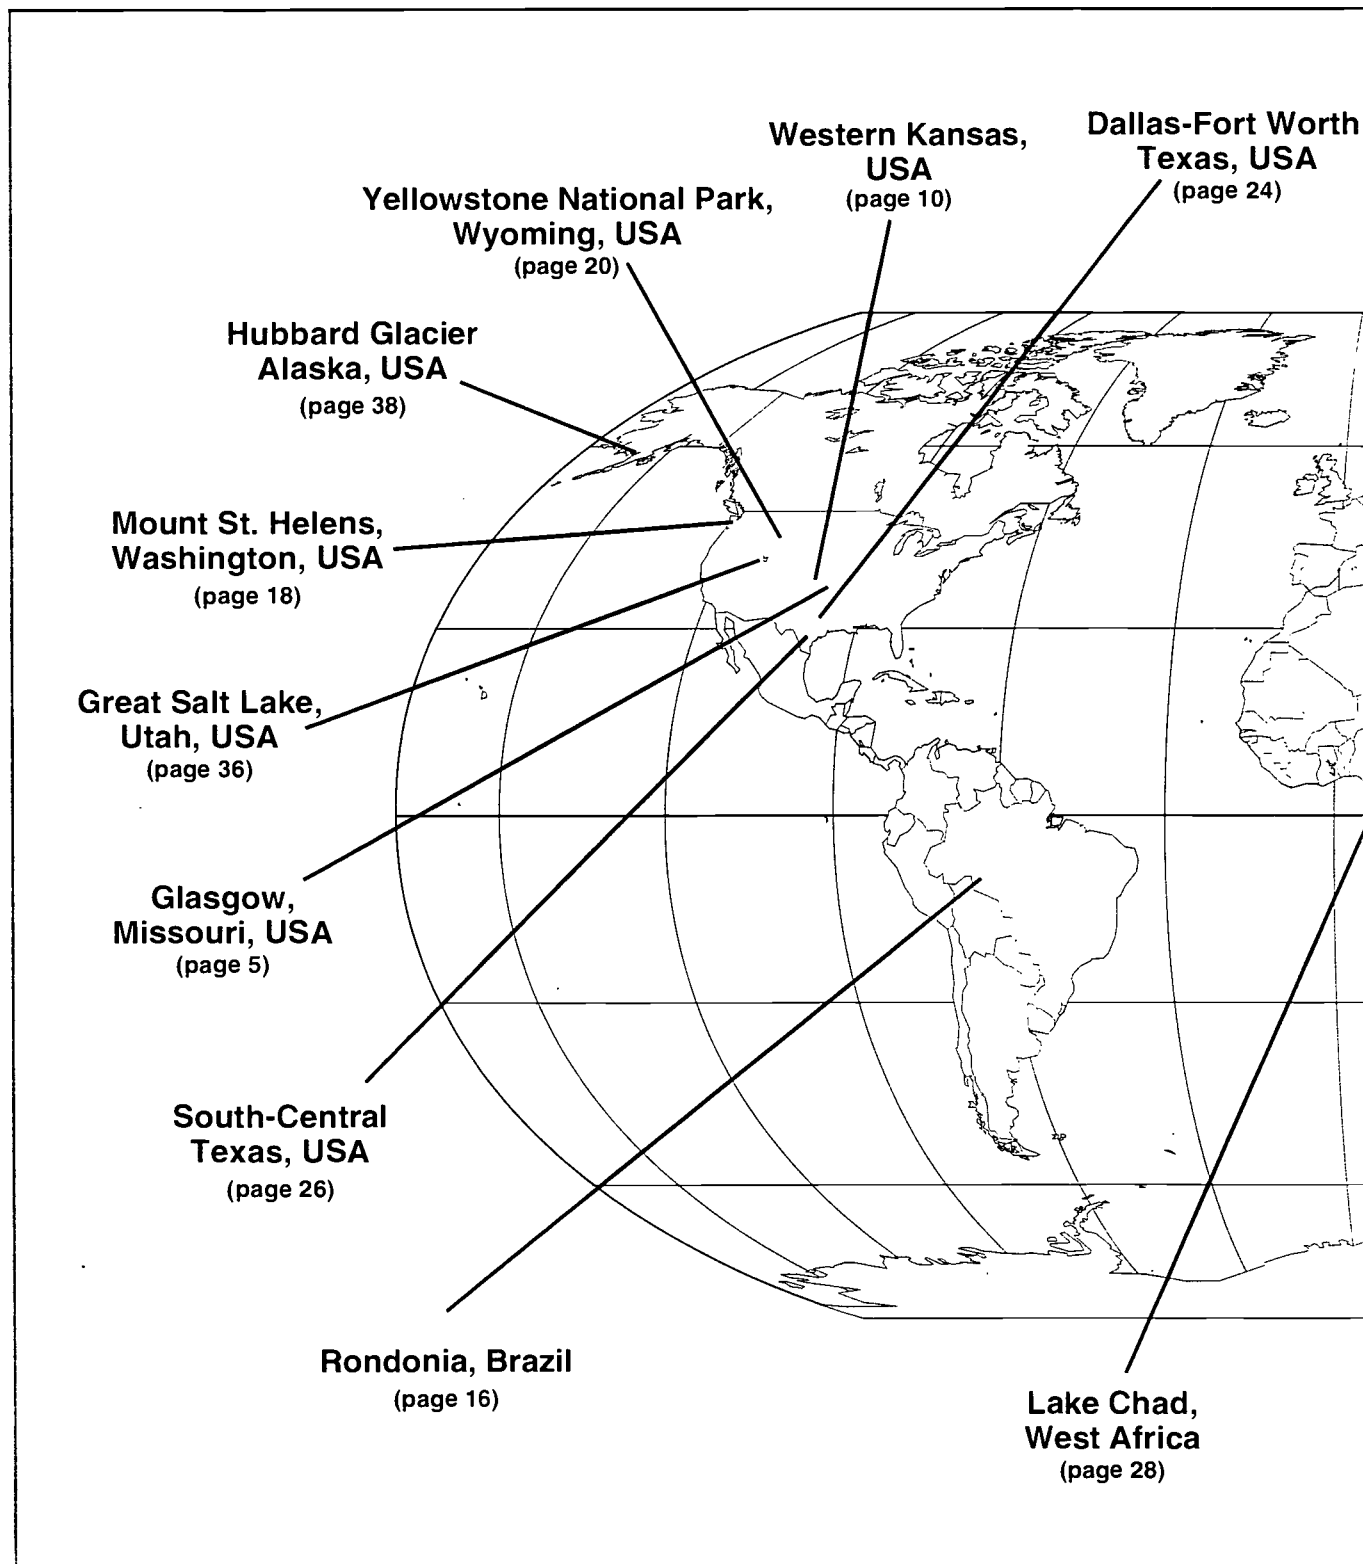 Western Kansas,
USA
(page 10)
Dallas-Fort Worth
Texas, USA
(page 24)
Yellowstone National Park,
Wyoming, USA
(page 20)
Hubbard Glacier
Alaska, USA
(page 38)
Mount St. Helens,
Washington, USA
(page 18)
Great Salt Lake,
Utah, USA
(page 36)
Glasgow,
Missouri, USA
(page 5)
South-Central
Texas, USA
(page 26)
Rondonia, Brazil
(page 16)
Lake Chad,
West Africa
(page 28)